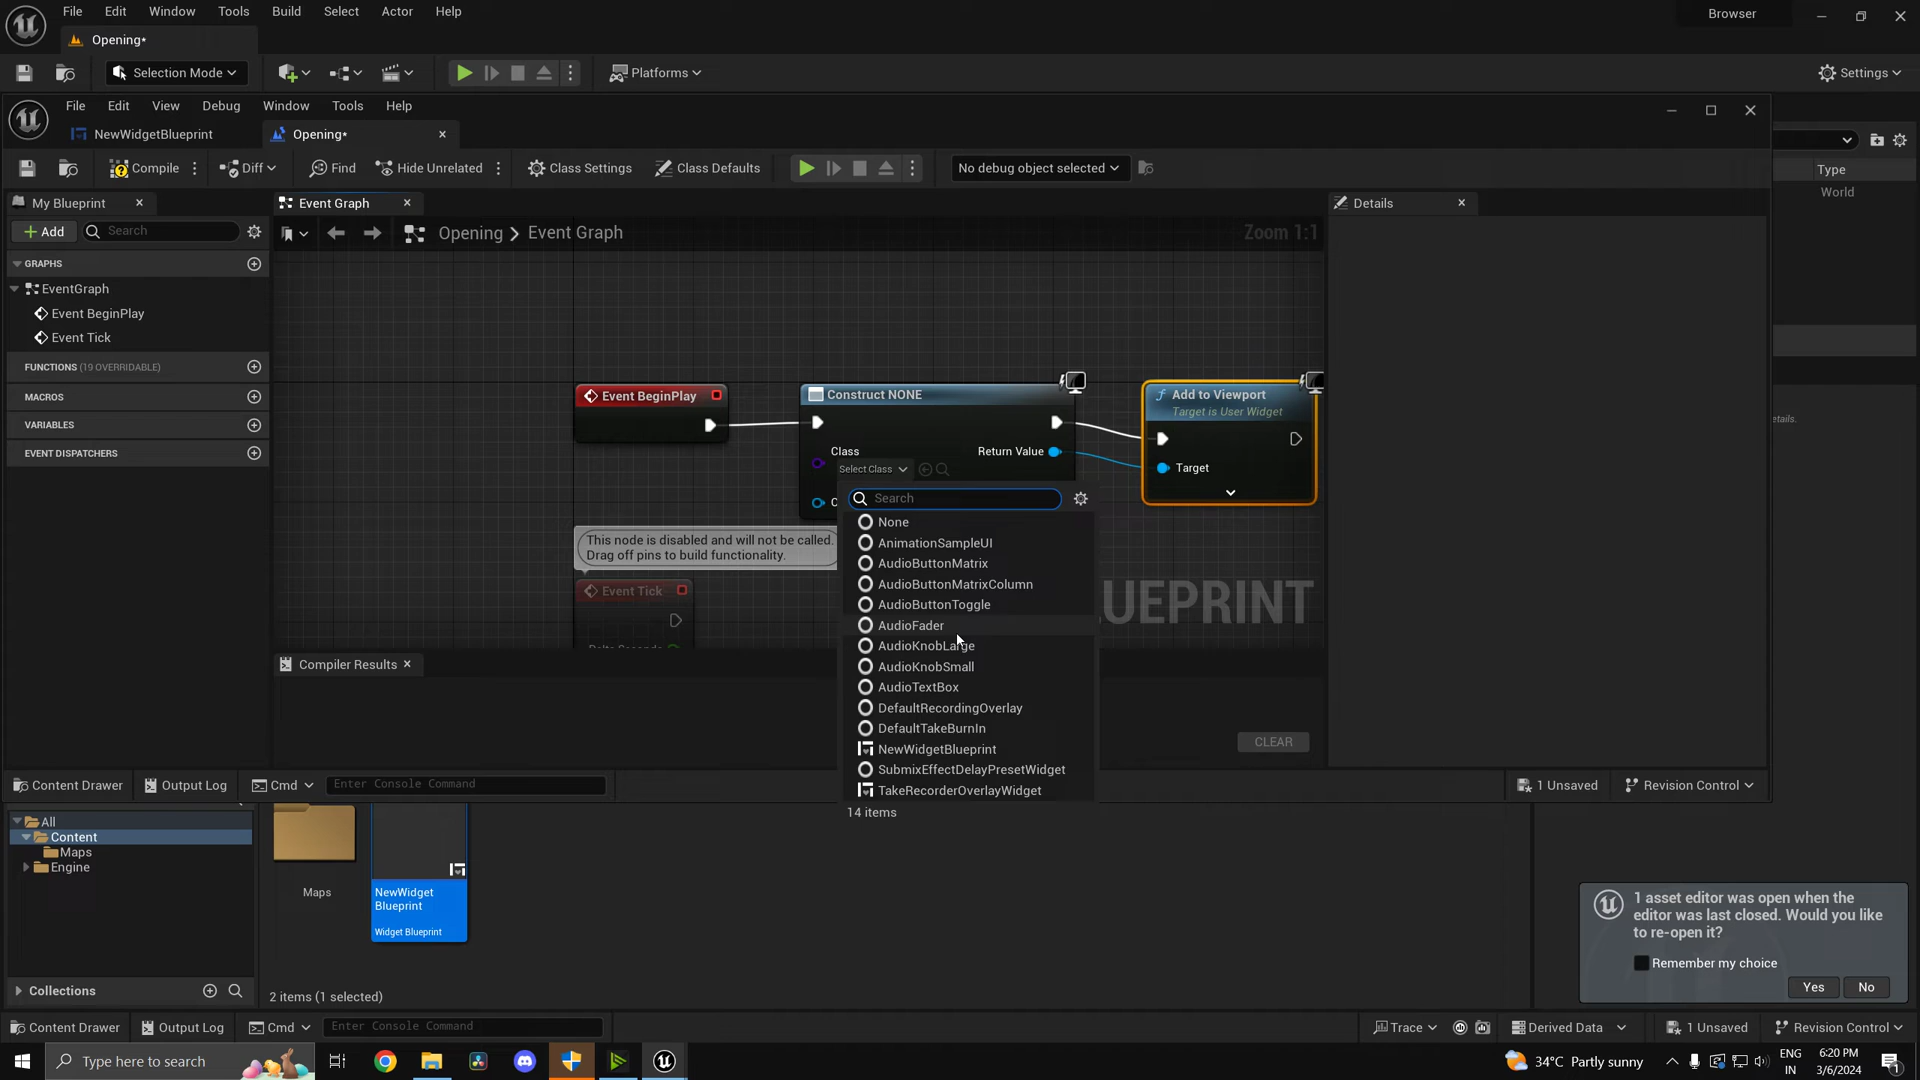 File Edit Window Tools Build Select Actor Help
Browser
Opening*
Selection Mode
Platforms
Settings
File Edit View Debug Window Tools Help
NewWidgetBlueprint
Opening*
Compile
Diff
Find
Hide Unrelated
Class Settings
Class Defaults
No debug object selected
Type
World
My Blueprint
Event Graph
Details
Add
Search
Opening > Event Graph
Zoom 1:1
GRAPHS
EventGraph
Event BeginPlay
Event Tick
FUNCTIONS (19 OVERRIDABLE)
MACROS
VARIABLES
EVENT DISPATCHERS
Event BeginPlay
Construct NONE
Class
Select Class
Return Value
Add to Viewport
Target is User Widget
Target
etails.
Search
None
AnimationSampleUI
AudioButtonMatrix
AudioButtonMatrixColumn
AudioButtonToggle
AudioFader
AudioKnobLarge
AudioKnobSmall
AudioTextBox
DefaultRecordingOverlay
DefaultTakeBurnIn
NewWidgetBlueprint
SubmixEffectDelayPresetWidget
TakeRecorderOverlayWidget
14 items
This node is disabled and will not be called.
Drag off pins to build functionality.
Event Tick
Delta Seconds
UEPRINT
Compiler Results
CLEAR
Content Drawer
Output Log
Cmd
Enter Console Command
1 Unsaved
Revision Control
All
Content
Maps
Engine
Collections
Maps
NewWidget
Blueprint
Widget Blueprint
2 items (1 selected)
1 asset editor was open when the
editor was last closed. Would you like
to re-open it?
Remember my choice
Yes
No
Content Drawer
Output Log
Cmd
Enter Console Command
Trace
Derived Data
1 Unsaved
Revision Control
Type here to search
34°C Partly sunny
ENG
IN
6:20 PM
3/6/2024
1